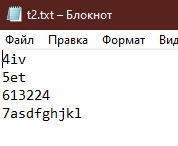 t2.txt – Блокнот
Файл Правка Формат Вид
4iv
5et
613224
7asdfghjkl